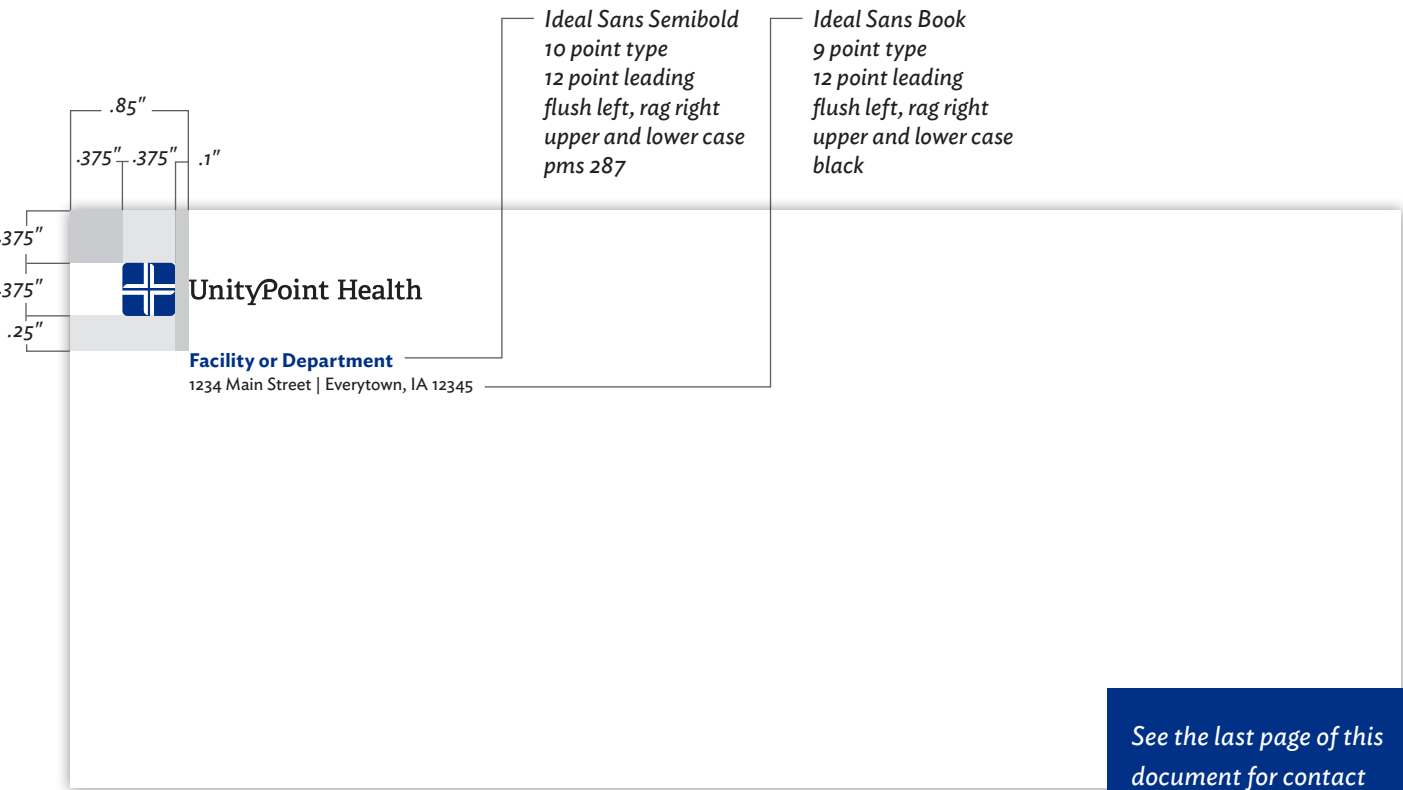 Ideal Sans Semibold
10 point type
12 point leading
flush left, rag right
upper and lower case
pms 287
Ideal Sans Book
9 point type
12 point leading
flush left, rag right
upper and lower case
black
.85"
.375" .375" .1"
.375"
.375"
.25"
UnityPoint Health
Facility or Department
1234 Main Street | Everytown, IA 12345
See the last page of this
document for contact